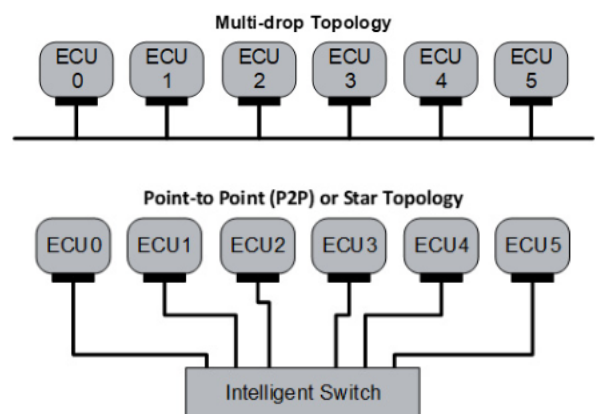 Multi-drop Topology
ECU ECU ECU ECU ECU ECU
0 1 2 3 4 5
Point-to Point (P2P) or Star Topology
ECU0 ECU1 ECU2 ECU3 ECU4 ECU5
Intelligent Switch